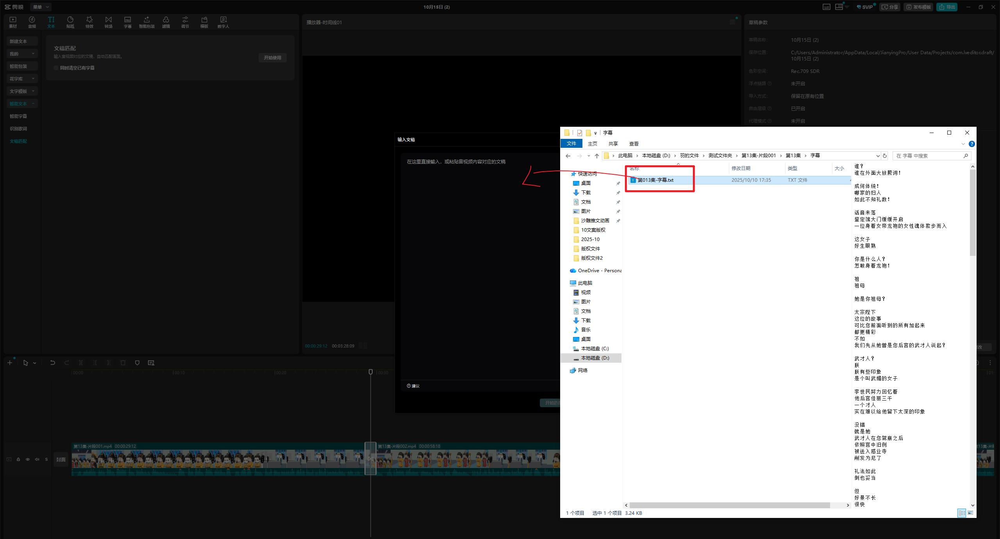 剪映
菜单
10月15日 (2)
SVIP
分享
发布模板
导出
素材
音频
文本
贴纸
特效
转场
字幕
智能包装
滤镜
调节
模板
数字人
新建文本
我的
智能包装
花字库
文字模板
智能文本
智能字幕
识别歌词
文稿匹配
文稿匹配
输入音视频对应的文稿，自动匹配画面。
开始使用
同时清空已有字幕
播放器-时间线01
00:00:29:12
00:03:28:09
草稿参数
草稿名称：
10月15日 (2)
保存位置：
C:/Users/Administrator/AppData/Local/JianyingPro/User Data/Projects/com.lveditor.draft/
10月15日 (2)
色彩空间：
Rec.709 SDR
浮点链路
未开启
导入方式：
保留在原有位置
自由层级
已开启
代理模式
未开启
输入文稿
在这里直接输入，或粘贴音视频内容对应的文稿
建议
开始匹
字幕
文件
主页
共享
查看
此电脑
本地磁盘 (D:)
羽的文件
测试文件夹
第13集-片段001
第13集
字幕
在 字幕 中搜索
快速访问
桌面
下载
文档
图片
沙雕推文动画
10文案版权
2025-10
版权文件
版权文件2
OneDrive - Persona
此电脑
视频
图片
文档
下载
音乐
桌面
本地磁盘 (C:)
本地磁盘 (D:)
网络
名称
修改日期
类型
大小
第013集-字幕.txt
2025/10/10 17:35
TXT 文件
谁？
谁在外面大放厥词！
成何体统！
哪家的妇人
如此不知礼数！
话音未落
鉴定馆大门缓缓开启
一位身着女帝龙袍的女性魂体款步而入
这女子
好生眼熟
你是什么人？
怎敢身着龙袍！
祖
祖母
她是你祖母？
太宗陛下
这位的故事
可比您前面听到的所有加起来
都更精彩
不如
我们先从她曾是您后宫的武才人说起？
武才人？
朕
朕有些印象
是个叫武媚的女子
李世民努力回忆着
他后宫佳丽三千
一个才人
实在难以给他留下太深的印象
没错
就是她
武才人在您驾崩之后
依照宫中旧例
被送入感业寺
削发为尼了
礼法如此
倒也妥当
但
好景不长
很快
1 个项目
选中 1 个项目
3.24 KB
00:00
00:10
00:20
00:30
封面
第13集-片段001.mp4 00:00:29:12
第13集-片段002.mp4 00:00:58:18
S